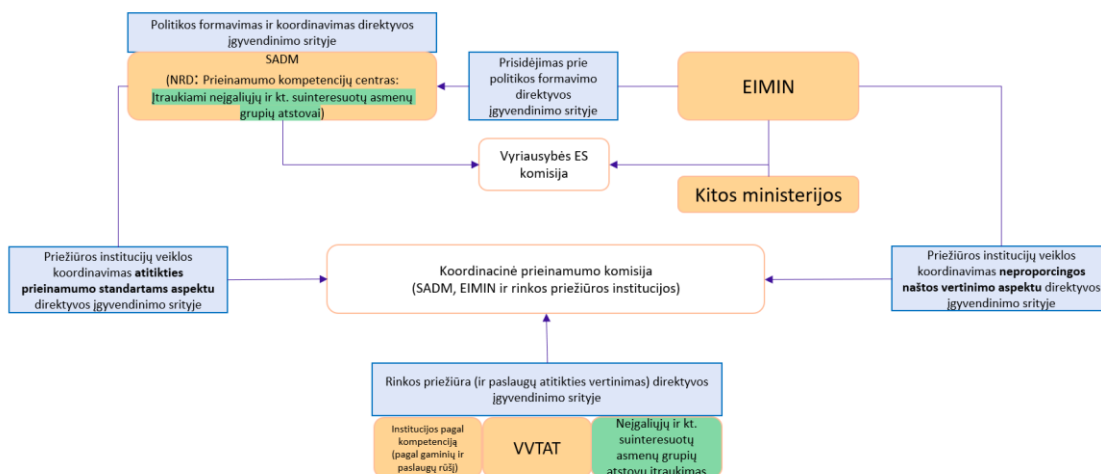 Politikos formavimas ir koordinavimas direktyvos
įgyvendinimo srityje
SADM
(NRD: Prieinamumo kompetencijų centras:
Įtraukiami neįgaliųjų ir kt. suinteresuotų asmenų
grupių atstovai)
Prisidėjimas prie
politikos formavimo
direktyvos
įgyvendinimo srityje
EIMIN
Vyriausybės ES
komisija
Kitos ministerijos
Priežiūros institucijų veiklos
koordinavimas atitikties
prieinamumo standartams aspektu
direktyvos įgyvendinimo srityje
Koordinacinė prieinamumo komisija
(SADM, EIMIN ir rinkos priežiūros institucijos)
Priežiūros institucijų veiklos
koordinavimas neproporcingos
naštos vertinimo aspektu direktyvos
įgyvendinimo srityje
Rinkos priežiūra (ir paslaugų atitikties vertinimas) direktyvos
įgyvendinimo srityje
Institucijos pagal
kompetenciją
(pagal gaminių ir
paslaugų rūšį)
VVTAT
Neįgaliųjų ir kt.
suinteresuotų
asmenų grupių
atstovų įtraukimas